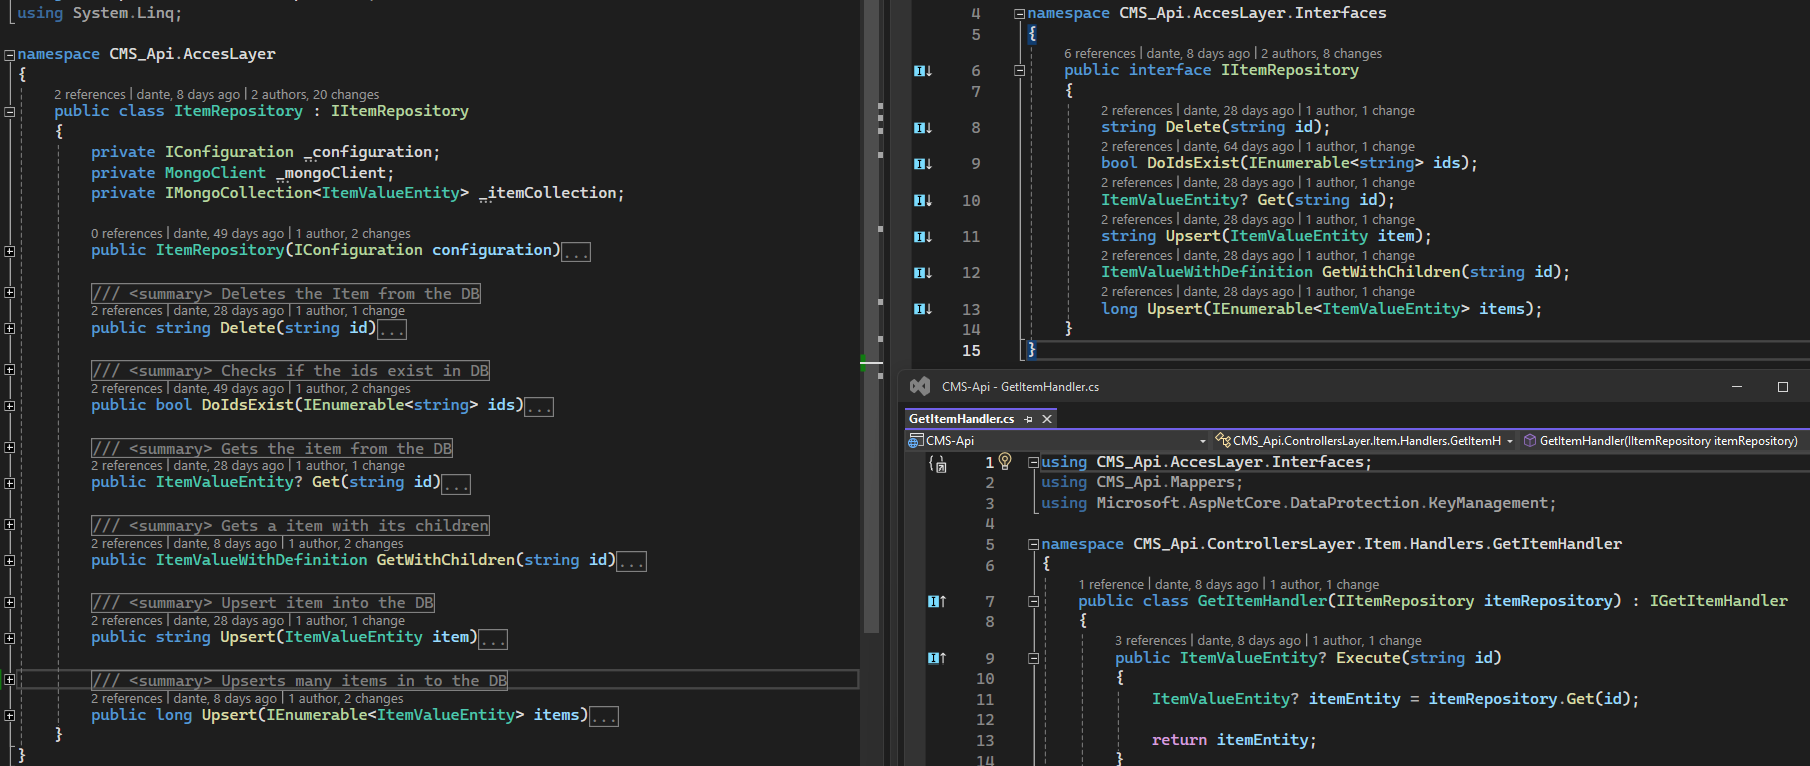 using System.Linq;
namespace CMS_Api.AccesLayer
{
2 references | dante, 8 days ago | 2 authors, 20 changes
public class ItemRepository : IItemRepository
{
private IConfiguration _configuration;
private MongoClient _mongoClient;
private IMongoCollection<ItemValueEntity> _itemCollection;
0 references | dante, 49 days ago | 1 author, 2 changes
public ItemRepository(IConfiguration configuration)...
/// <summary> Deletes the Item from the DB
2 references | dante, 28 days ago | 1 author, 1 change
public string Delete(string id)...
/// <summary> Checks if the ids exist in DB
2 references | dante, 49 days ago | 1 author, 2 changes
public bool DoIdsExist(IEnumerable<string> ids)...
/// <summary> Gets the item from the DB
2 references | dante, 28 days ago | 1 author, 1 change
public ItemValueEntity? Get(string id)...
/// <summary> Gets a item with its children
2 references | dante, 8 days ago | 1 author, 2 changes
public ItemValueWithDefinition GetWithChildren(string id)...
/// <summary> Upsert item into the DB
2 references | dante, 28 days ago | 1 author, 1 change
public string Upsert(ItemValueEntity item)...
/// <summary> Upserts many items in to the DB
2 references | dante, 8 days ago | 1 author, 2 changes
public long Upsert(IEnumerable<ItemValueEntity> items)...
}
}
4 namespace CMS_Api.AccesLayer.Interfaces
5 {
6 references | dante, 8 days ago | 2 authors, 8 changes
6 public interface IItemRepository
7 {
2 references | dante, 28 days ago | 1 author, 1 change
8 string Delete(string id);
2 references | dante, 64 days ago | 1 author, 1 change
9 bool DoIdsExist(IEnumerable<string> ids);
2 references | dante, 28 days ago | 1 author, 1 change
10 ItemValueEntity? Get(string id);
2 references | dante, 28 days ago | 1 author, 1 change
11 string Upsert(ItemValueEntity item);
2 references | dante, 28 days ago | 1 author, 1 change
12 ItemValueWithDefinition GetWithChildren(string id);
2 references | dante, 28 days ago | 1 author, 1 change
13 long Upsert(IEnumerable<ItemValueEntity> items);
14 }
15 }
CMS-Api - GetItemHandler.cs
GetItemHandler.cs
CMS-Api CMS_Api.ControllersLayer.Item.Handlers.GetItemH GetItemHandler(IItemRepository itemRepository)
1 using CMS_Api.AccesLayer.Interfaces;
2 using CMS_Api.Mappers;
3 using Microsoft.AspNetCore.DataProtection.KeyManagement;
4
5 namespace CMS_Api.ControllersLayer.Item.Handlers.GetItemHandler
6 {
1 reference | dante, 8 days ago | 1 author, 1 change
7 public class GetItemHandler(IItemRepository itemRepository) : IGetItemHandler
8 {
3 references | dante, 8 days ago | 1 author, 1 change
9 public ItemValueEntity? Execute(string id)
10 {
11 ItemValueEntity? itemEntity = itemRepository.Get(id);
12
13 return itemEntity;
14 }